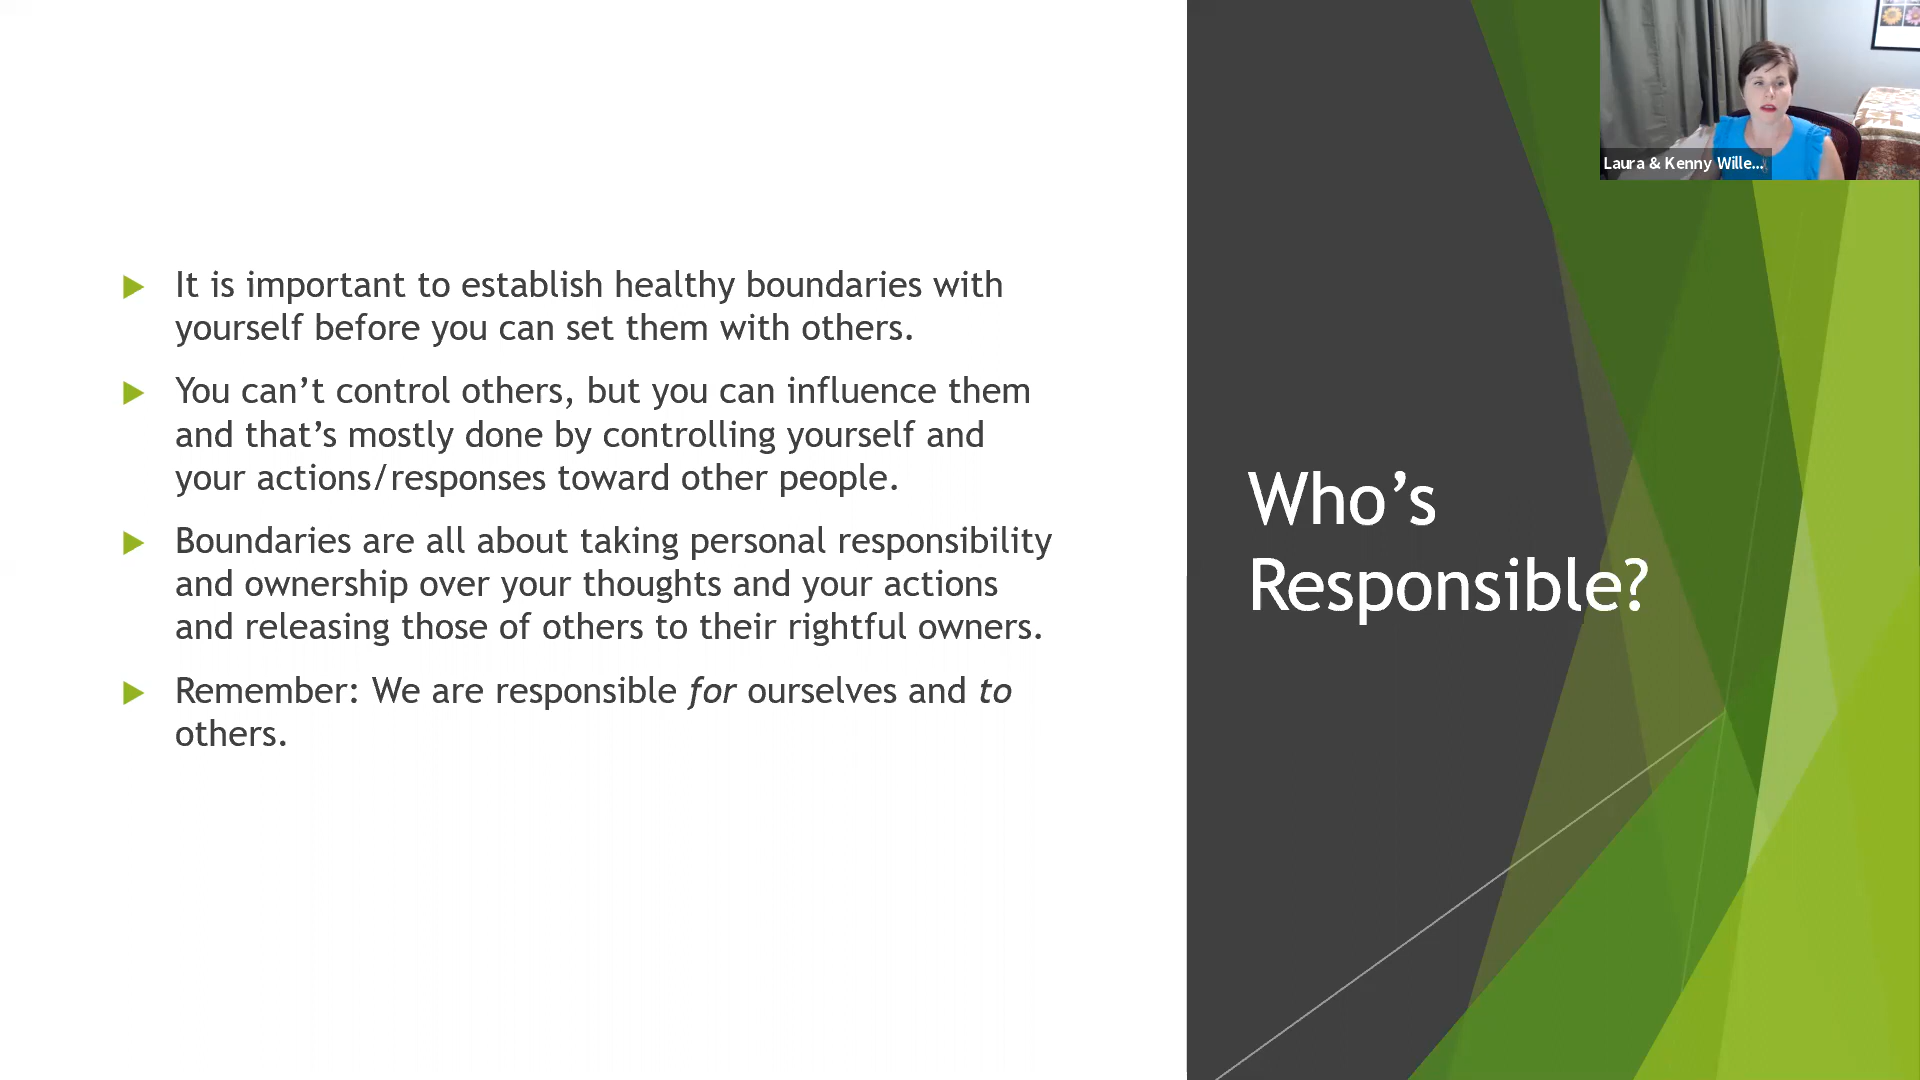 It is important to establish healthy boundaries with
yourself before you can set them with others.
You can’t control others, but you can influence them
and that’s mostly done by controlling yourself and
your actions/responses toward other people.
Boundaries are all about taking personal responsibility
and ownership over your thoughts and your actions
and releasing those of others to their rightful owners.
Remember: We are responsible for ourselves and to
others.
Who’s
Responsible?
Laura & Kenny Wille...